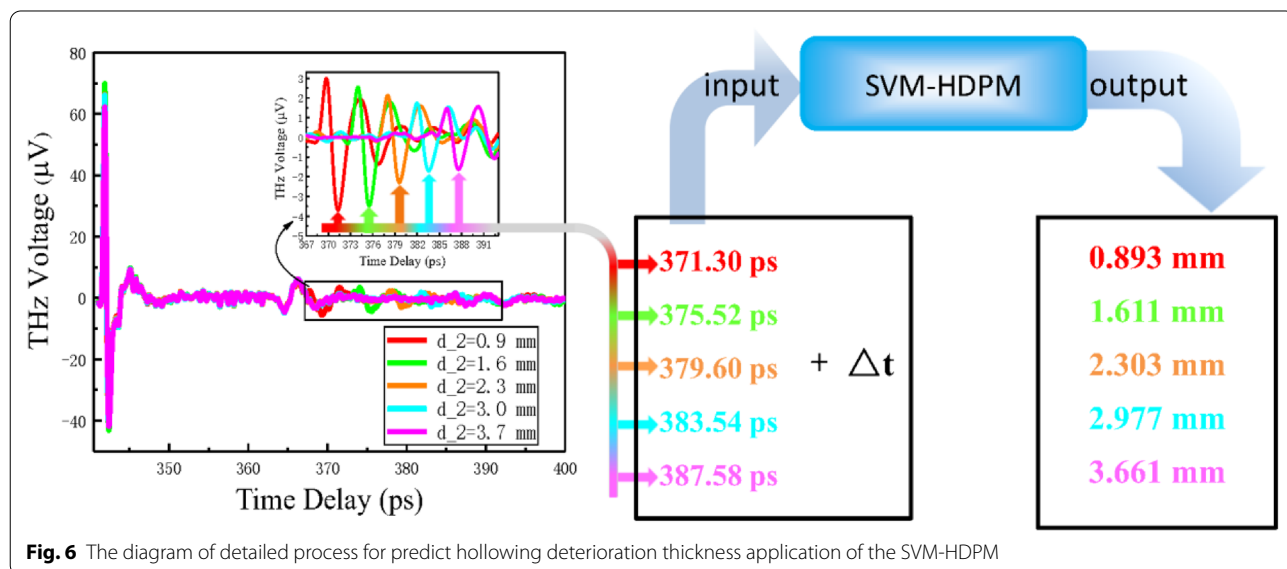 80
60
40
20
0
-20
-40
THz Voltage (μV)
350
360
370
380
390
400
Time Delay (ps)
3
2
1
0
-1
-2
-3
-4
-5
THz Voltage (μV)
367
370
373
376
379
382
385
388
391
Time Delay (ps)
d_2=0.9 mm
d_2=1.6 mm
d_2=2.3 mm
d_2=3.0 mm
d_2=3.7 mm
input
SVM-HDPM
output
371.30 ps
375.52 ps
379.60 ps
383.54 ps
387.58 ps
+ △t
0.893 mm
1.611 mm
2.303 mm
2.977 mm
3.661 mm
Fig. 6 The diagram of detailed process for predict hollowing deterioration thickness application of the SVM-HDPM